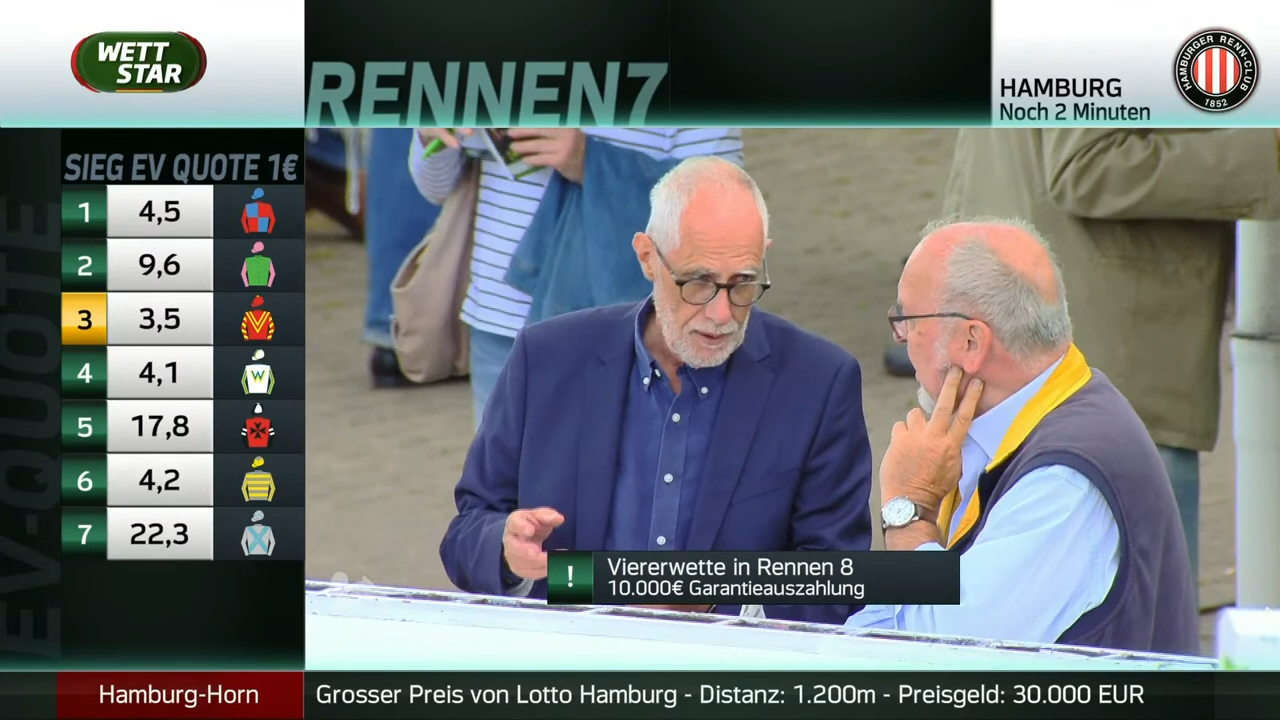 WETT
STAR
RENNEN7
HAMBURG
Noch 2 Minuten
HAMBURGER RENN-CLUB
1852
SIEG EV QUOTE 1€
1 4,5
2 9,6
3 3,5
4 4,1
W
5 17,8
6 4,2
7 22,3
EV-QUOTE
! Viererwette in Rennen 8
10.000€ Garantieauszahlung
Hamburg-Horn
Grosser Preis von Lotto Hamburg - Distanz: 1.200m - Preisgeld: 30.000 EUR